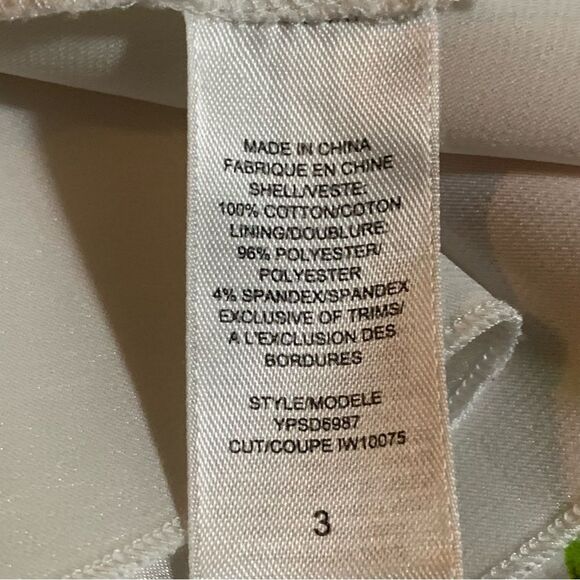 MADE IN CHINA
FABRIQUE EN CHINE
SHELL/VESTE:
100% COTTON/COTON
LINING/DOUBLURE:
96% POLYESTER/
POLYESTER
4% SPANDEX/SPANDEX
EXCLUSIVE OF TRIMS/
A L'EXCLUSION DES
BORDURES
STYLE/MODELE
YPSD6987
CUT/COUPE IW10075
3